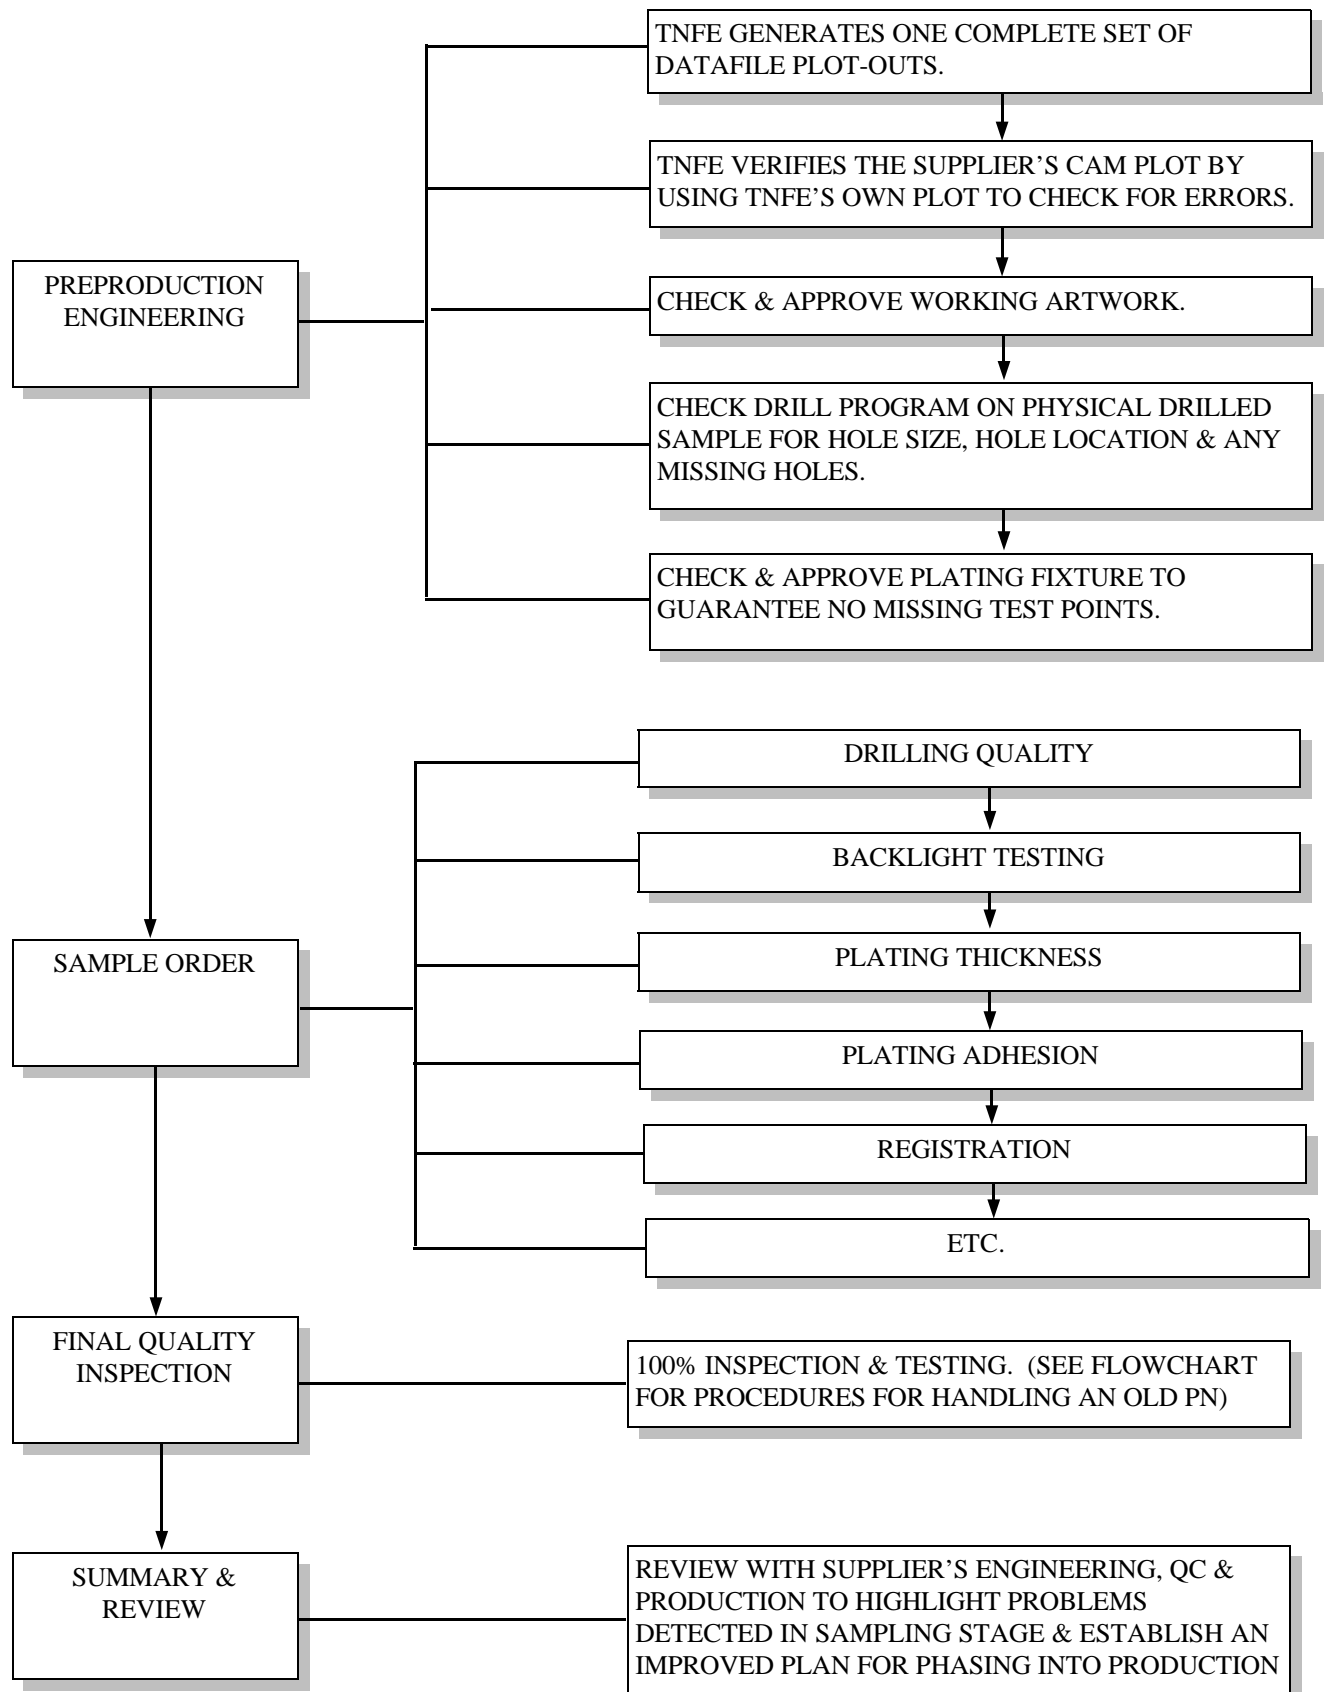 TNFE GENERATES ONE COMPLETE SET OF
DATAFILE PLOT-OUTS.
TNFE VERIFIES THE SUPPLIER'S CAM PLOT BY
USING TNFE'S OWN PLOT TO CHECK FOR ERRORS.
PREPRODUCTION
ENGINEERING
CHECK & APPROVE WORKING ARTWORK.
CHECK DRILL PROGRAM ON PHYSICAL DRILLED
SAMPLE FOR HOLE SIZE, HOLE LOCATION & ANY
MISSING HOLES.
CHECK & APPROVE PLATING FIXTURE TO
GUARANTEE NO MISSING TEST POINTS.
DRILLING QUALITY
BACKLIGHT TESTING
SAMPLE ORDER
PLATING THICKNESS
PLATING ADHESION
REGISTRATION
ETC.
FINAL QUALITY
INSPECTION
100% INSPECTION & TESTING.  (SEE FLOWCHART
FOR PROCEDURES FOR HANDLING AN OLD PN)
SUMMARY &
REVIEW
REVIEW WITH SUPPLIER'S ENGINEERING, QC &
PRODUCTION TO HIGHLIGHT PROBLEMS
DETECTED IN SAMPLING STAGE & ESTABLISH AN
IMPROVED PLAN FOR PHASING INTO PRODUCTION